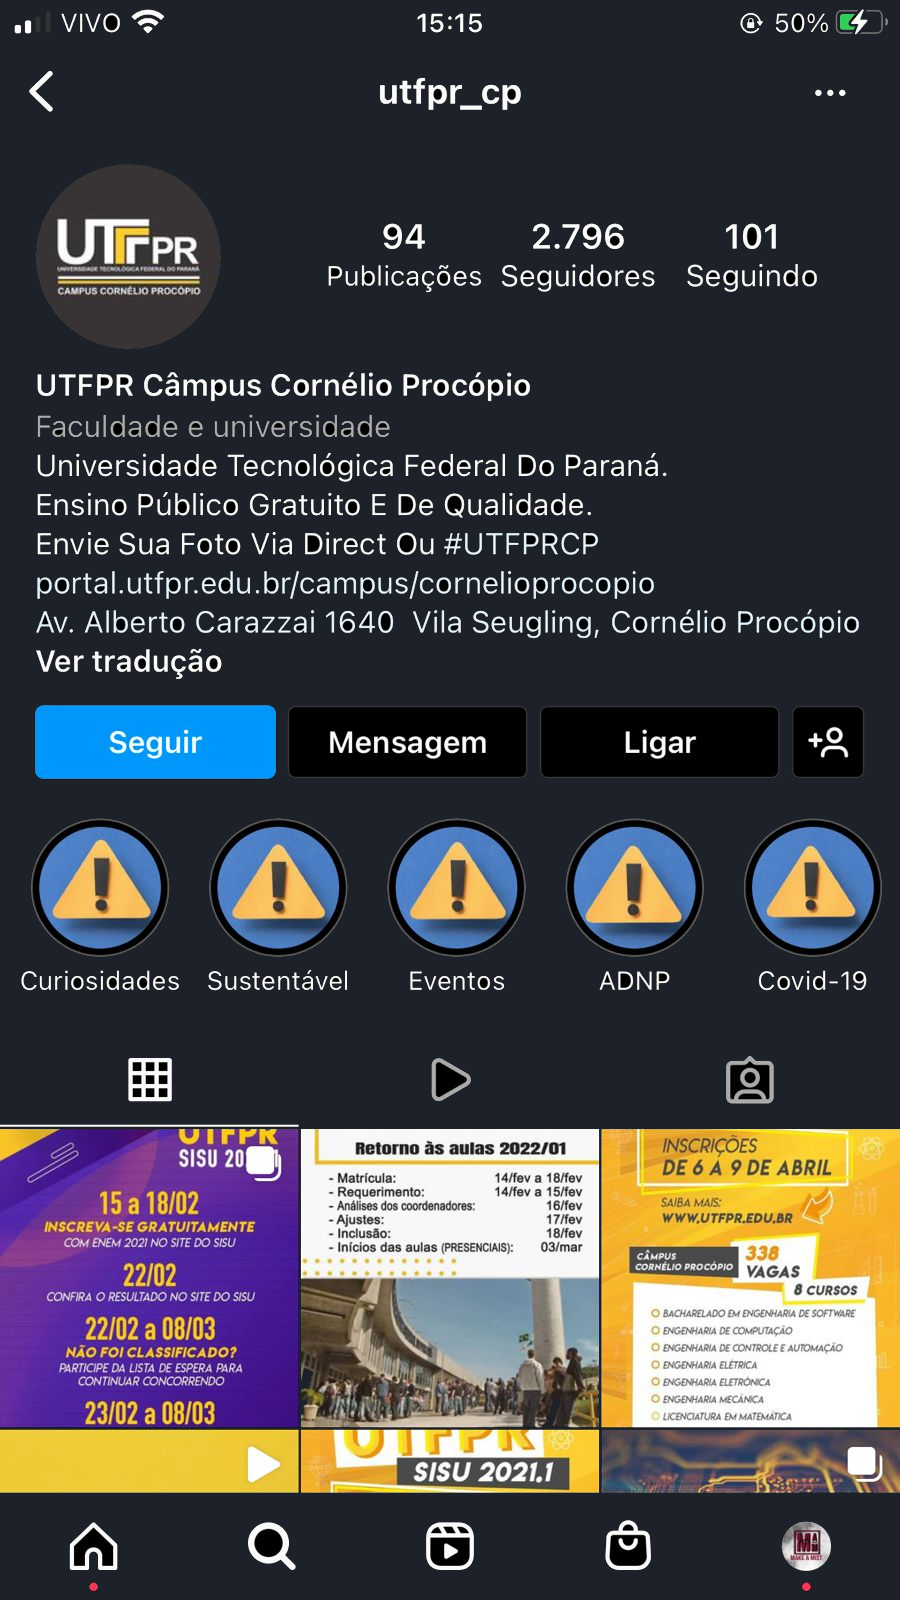 VIVO
15:15
50%
utfpr_cp
UTFPR
UNIVERSIDADE TECNOLÓGICA FEDERAL DO PARANÁ
CAMPUS CORNÉLIO PROCÓPIO
94
Publicações
2.796
Seguidores
101
Seguindo
UTFPR Câmpus Cornélio Procópio
Faculdade e universidade
Universidade Tecnológica Federal Do Paraná.
Ensino Público Gratuito E De Qualidade.
Envie Sua Foto Via Direct Ou #UTFPRCP
portal.utfpr.edu.br/campus/cornelioprocopio
Av. Alberto Carazzai 1640  Vila Seugling, Cornélio Procópio
Ver tradução
Seguir
Mensagem
Ligar
Curiosidades
Sustentável
Eventos
ADNP
Covid-19
UTFPR
SISU 20
15 a 18/02
INSCREVA-SE GRATUITAMENTE
COM ENEM 2021 NO SITE DO SISU
22/02
CONFIRA O RESULTADO NO SITE DO SISU
22/02 a 08/03
NÃO FOI CLASSIFICADO?
PARTICIPE DA LISTA DE ESPERA PARA
CONTINUAR CONCORRENDO
23/02 a 08/03
Retorno às aulas 2022/01
- Matrícula: 14/fev a 18/fev
- Requerimento: 14/fev a 15/fev
- Análises dos coordenadores: 16/fev
- Ajustes: 17/fev
- Inclusão: 18/fev
- Inícios das aulas (PRESENCIAIS): 03/mar
INSCRIÇÕES
DE 6 A 9 DE ABRIL
SAIBA MAIS:
WWW.UTFPR.EDU.BR
CÂMPUS
CORNÉLIO PROCÓPIO
338
VAGAS
8 CURSOS
BACHARELADO EM ENGENHARIA DE SOFTWARE
ENGENHARIA DE COMPUTAÇÃO
ENGENHARIA DE CONTROLE E AUTOMAÇÃO
ENGENHARIA ELÉTRICA
ENGENHARIA ELETRÔNICA
ENGENHARIA MECÂNICA
LICENCIATURA EM MATEMÁTICA
UTFPR
SISU 2021.1
MAKE A MIST